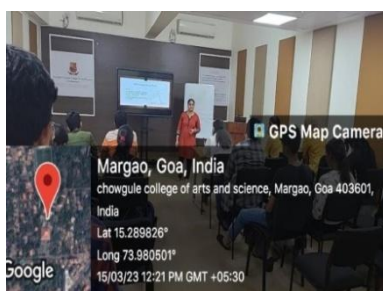 GPS Map Camera
Margao, Goa, India
chowgule college of arts and science, Margao, Goa 403601,
India
Lat 15.289826°
Long 73.980501°
15/03/23 12:21 PM GMT +05:30
Google